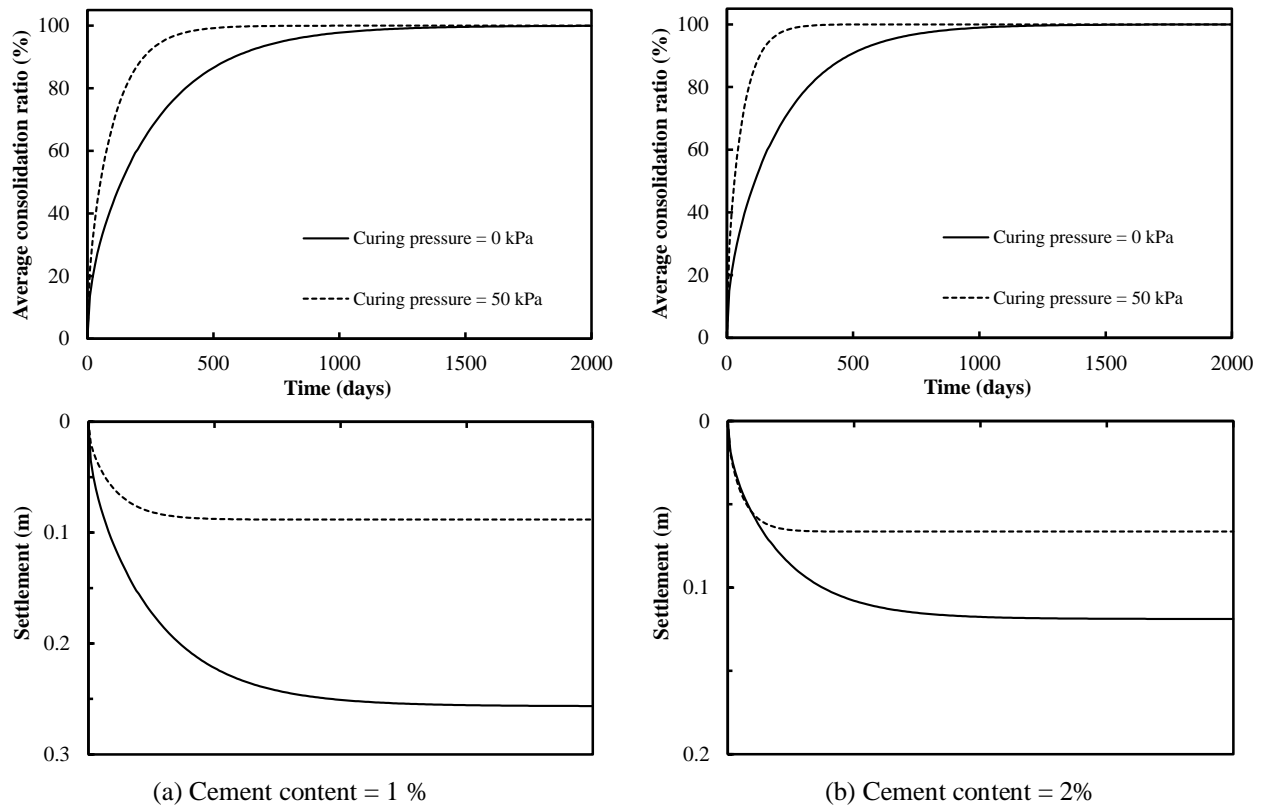 100
80
60
40
20
0
Average consolidation ratio (%)
Curing pressure = 0 kPa
Curing pressure = 50 kPa
0
500
1000
1500
2000
Time (days)
100
80
60
40
20
0
Average consolidation ratio (%)
Curing pressure = 0 kPa
Curing pressure = 50 kPa
0
500
1000
1500
2000
Time (days)
0
0.1
0.2
0.3
Settlement (m)
(a) Cement content = 1 %
0
0.1
0.2
Settlement (m)
(b) Cement content = 2%